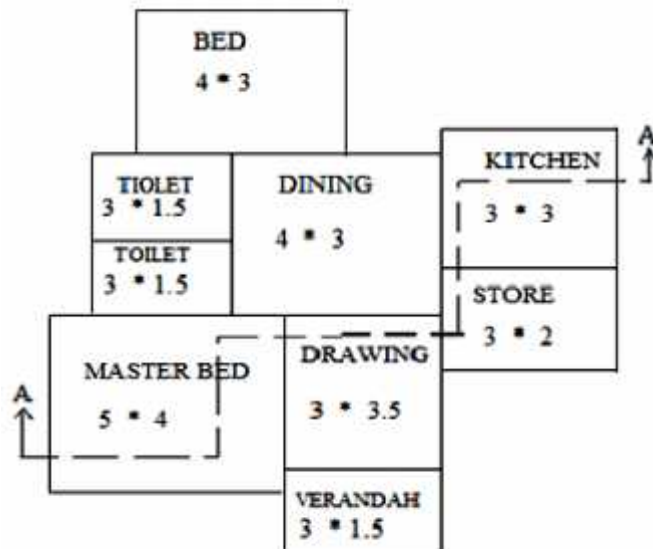 BED
4 * 3
A
KITCHEN
3 * 3
TIOLET
3 * 1.5
DINING
4 * 3
TOILET
3 * 1.5
STORE
3 * 2
DRAWING
3 * 3.5
MASTER BED
5 * 4
A
VERANDAH
3 * 1.5